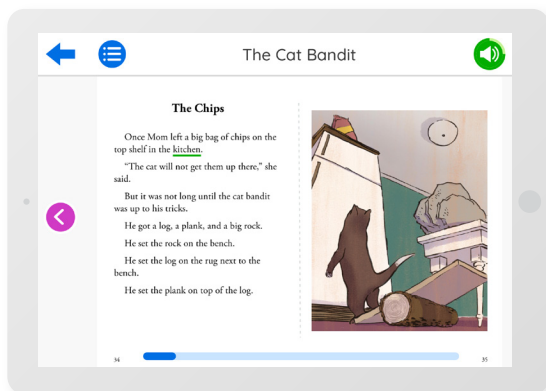 The Cat Bandit
The Chips
Once Mom left a big bag of chips on the
top shelf in the kitchen.
“The cat will not get them up there,” she
said.
But it was not long until the cat bandit
was up to his tricks.
He got a log, a plank, and a big rock.
He set the rock on the bench.
He set the log on the rug next to the
bench.
He set the plank on top of the log.
34
35